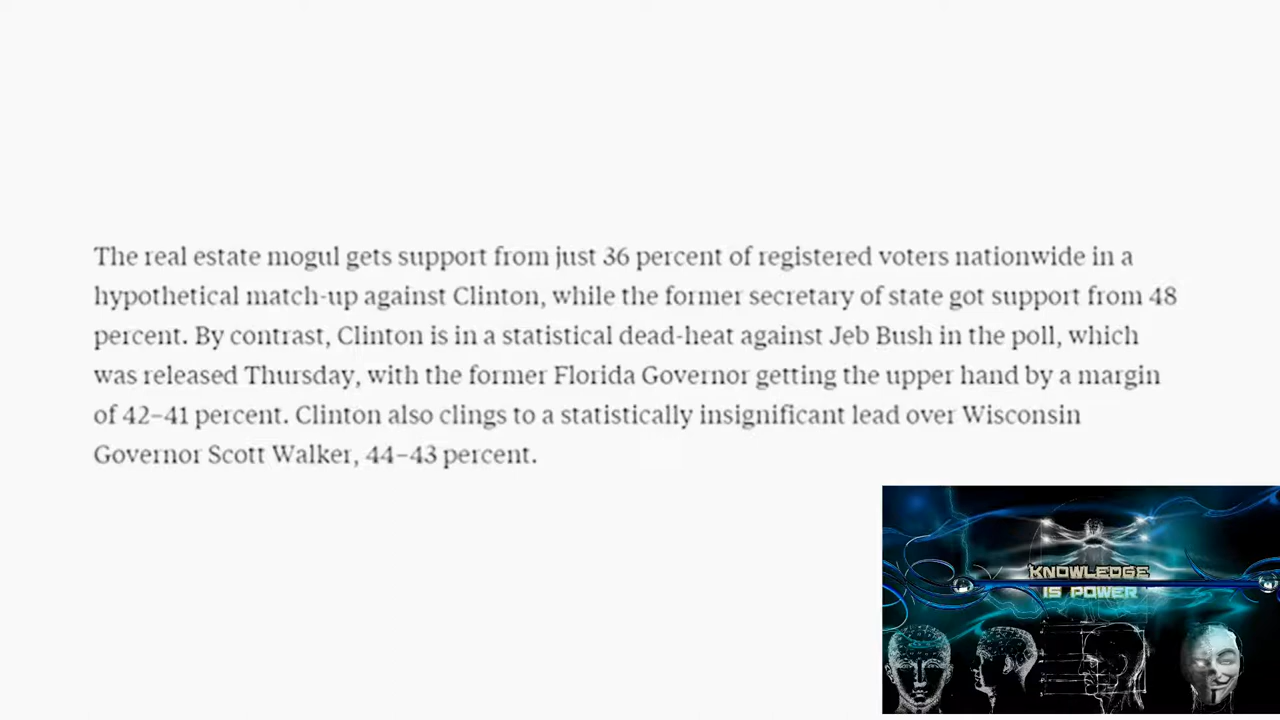 The real estate mogul gets support from just 36 percent of registered voters nationwide in a
hypothetical match-up against Clinton, while the former secretary of state got support from 48
percent. By contrast, Clinton is in a statistical dead-heat against Jeb Bush in the poll, which
was released Thursday, with the former Florida Governor getting the upper hand by a margin
of 42–41 percent. Clinton also clings to a statistically insignificant lead over Wisconsin
Governor Scott Walker, 44–43 percent.
KNOWLEDGE
IS POWER